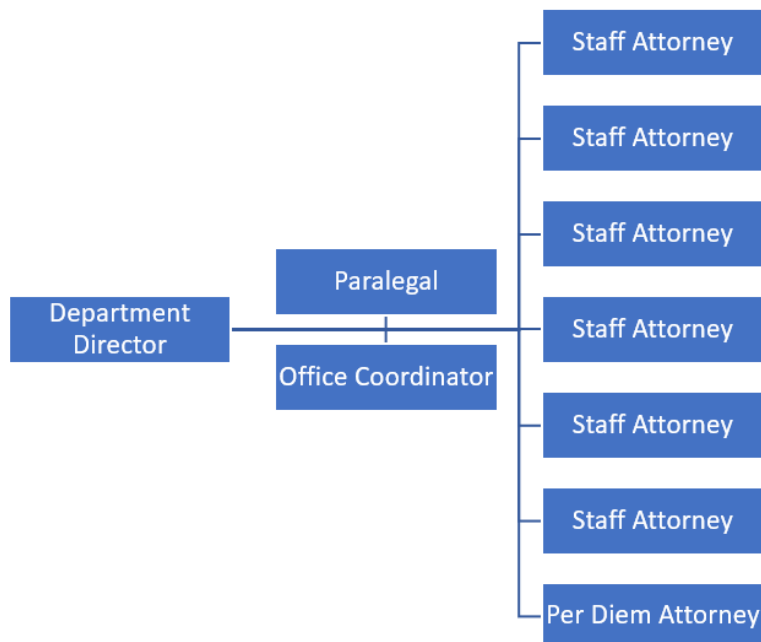 Department
Director
Paralegal
Office Coordinator
Staff Attorney
Staff Attorney
Staff Attorney
Staff Attorney
Staff Attorney
Staff Attorney
Per Diem Attorney